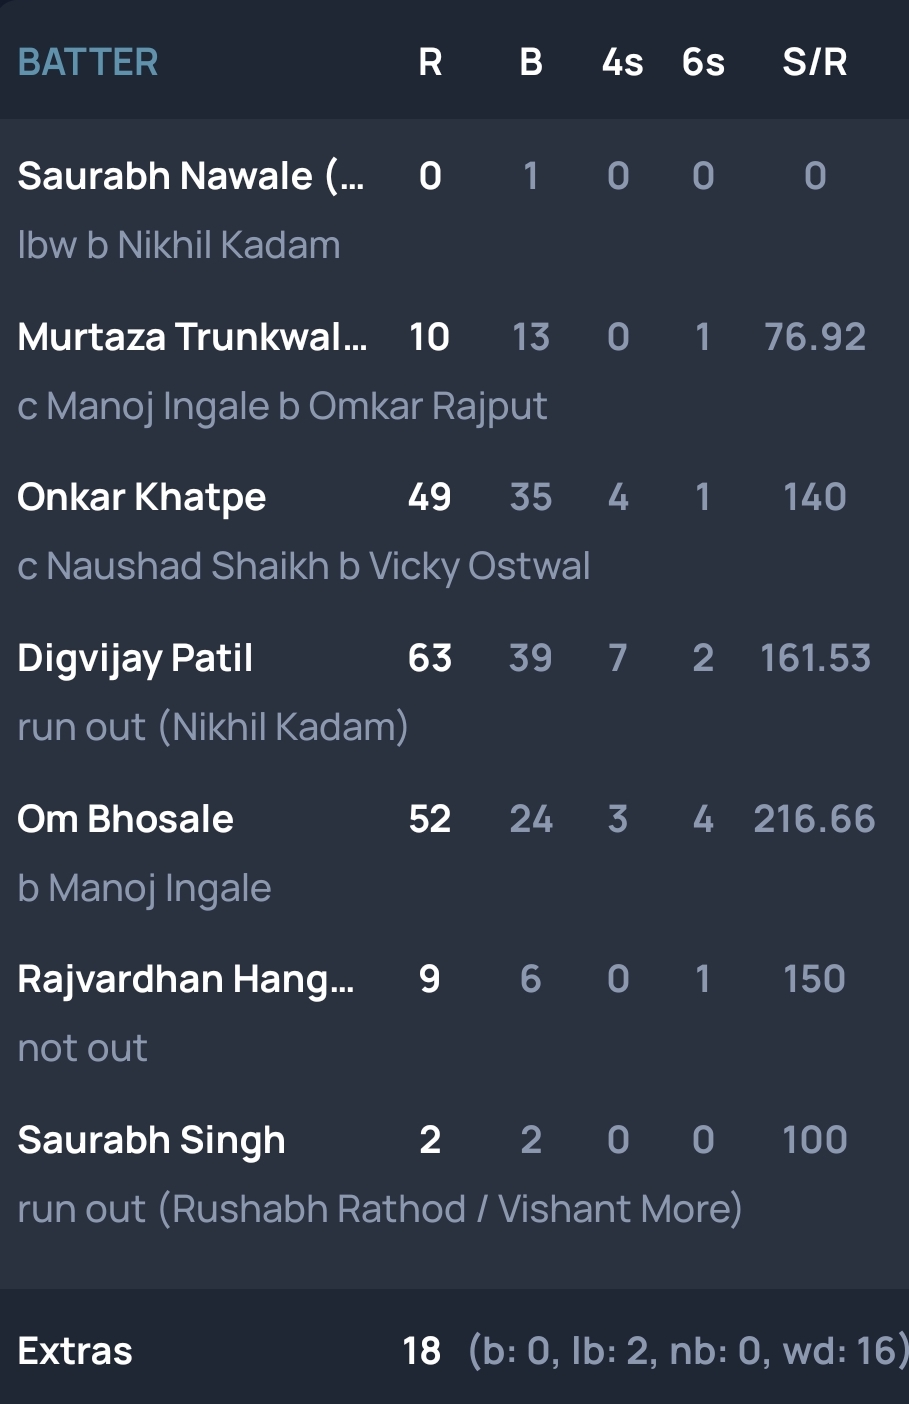 BATTER R B 4s 6s S/R
Saurabh Nawale (... 0 1 0 0 0
lbw b Nikhil Kadam
Murtaza Trunkwal... 10 13 0 1 76.92
c Manoj Ingale b Omkar Rajput
Onkar Khatpe 49 35 4 1 140
c Naushad Shaikh b Vicky Ostwal
Digvijay Patil 63 39 7 2 161.53
run out (Nikhil Kadam)
Om Bhosale 52 24 3 4 216.66
b Manoj Ingale
Rajvardhan Hang... 9 6 0 1 150
not out
Saurabh Singh 2 2 0 0 100
run out (Rushabh Rathod / Vishant More)
Extras 18 (b: 0, lb: 2, nb: 0, wd: 16)